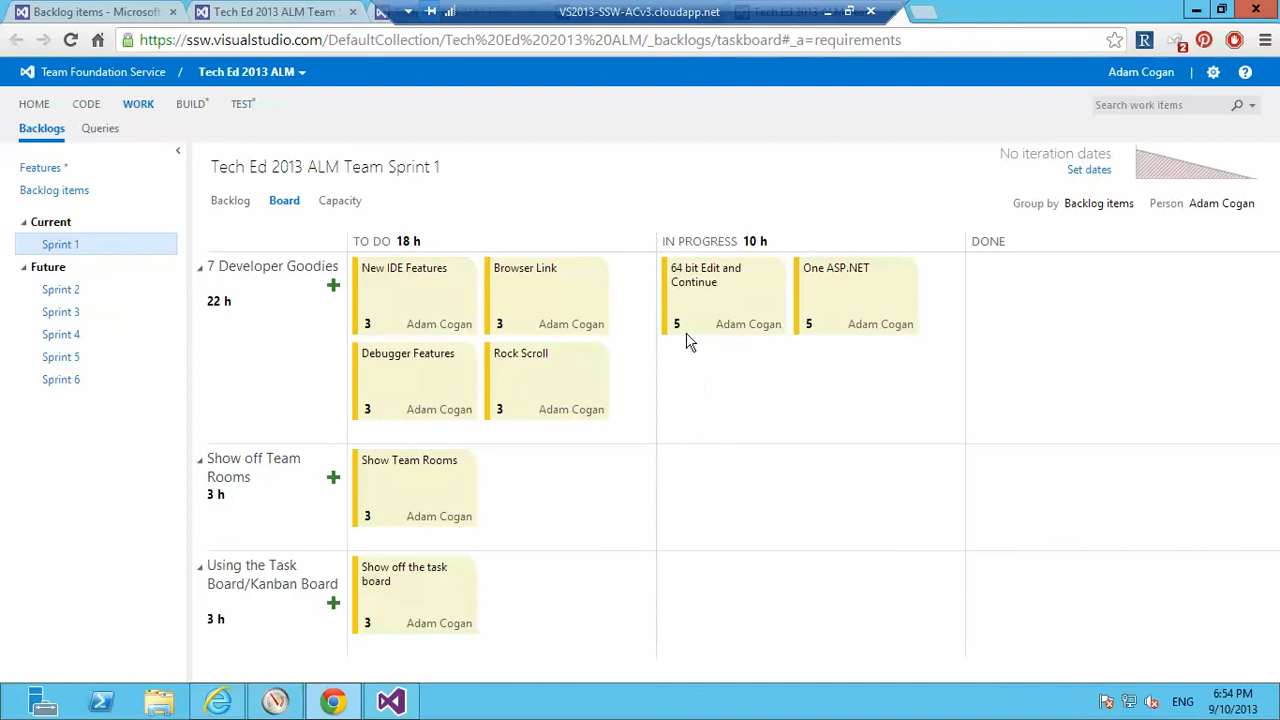 Backlog items - Microsoft
Tech Ed 2013 ALM Team S
VS2013-SSW-ACv3.cloudapp.net
https://ssw.visualstudio.com/DefaultCollection/Tech%20Ed%202013%20ALM/_backlogs/taskboard#_a=requirements
2
Team Foundation Service / Tech Ed 2013 ALM
Adam Cogan
HOME CODE WORK BUILD* TEST*
Search work items
Backlogs Queries
Features *
Backlog items
Current
Sprint 1
Future
Sprint 2
Sprint 3
Sprint 4
Sprint 5
Sprint 6
Tech Ed 2013 ALM Team Sprint 1
No iteration dates
Set dates
Backlog Board Capacity
Group by Backlog items Person Adam Cogan
TO DO 18 h
IN PROGRESS 10 h
DONE
7 Developer Goodies
22 h
New IDE Features
3 Adam Cogan
Browser Link
3 Adam Cogan
Debugger Features
3 Adam Cogan
Rock Scroll
3 Adam Cogan
64 bit Edit and
Continue
5 Adam Cogan
One ASP.NET
5 Adam Cogan
Show off Team
Rooms
3 h
Show Team Rooms
3 Adam Cogan
Using the Task
Board/Kanban Board
3 h
Show off the task
board
3 Adam Cogan
ENG
6:54 PM
9/10/2013